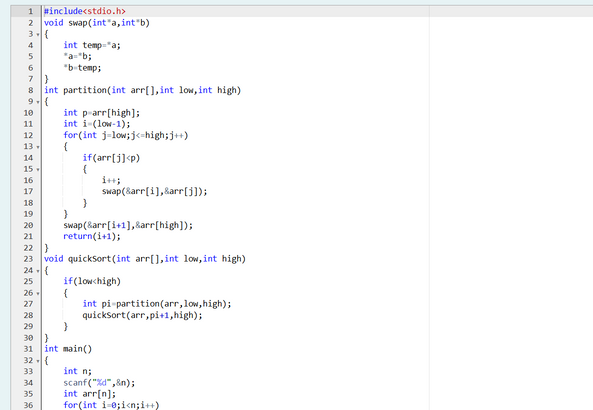 1 #include<stdio.h>
2 void swap(int*a,int*b)
3 {
4 int temp=*a;
5 *a=*b;
6 *b=temp;
7 }
8 int partition(int arr[],int low,int high)
9 {
10 int p=arr[high];
11 int i=(low-1);
12 for(int j=low;j<=high;j++)
13 {
14 if(arr[j]<p)
15 {
16 i++;
17 swap(&arr[i],&arr[j]);
18 }
19 }
20 swap(&arr[i+1],&arr[high]);
21 return(i+1);
22 }
23 void quickSort(int arr[],int low,int high)
24 {
25 if(low<high)
26 {
27 int pi=partition(arr,low,high);
28 quickSort(arr,pi+1,high);
29 }
30 }
31 int main()
32 {
33 int n;
34 scanf("%d",&n);
35 int arr[n];
36 for(int i=0;i<n;i++)